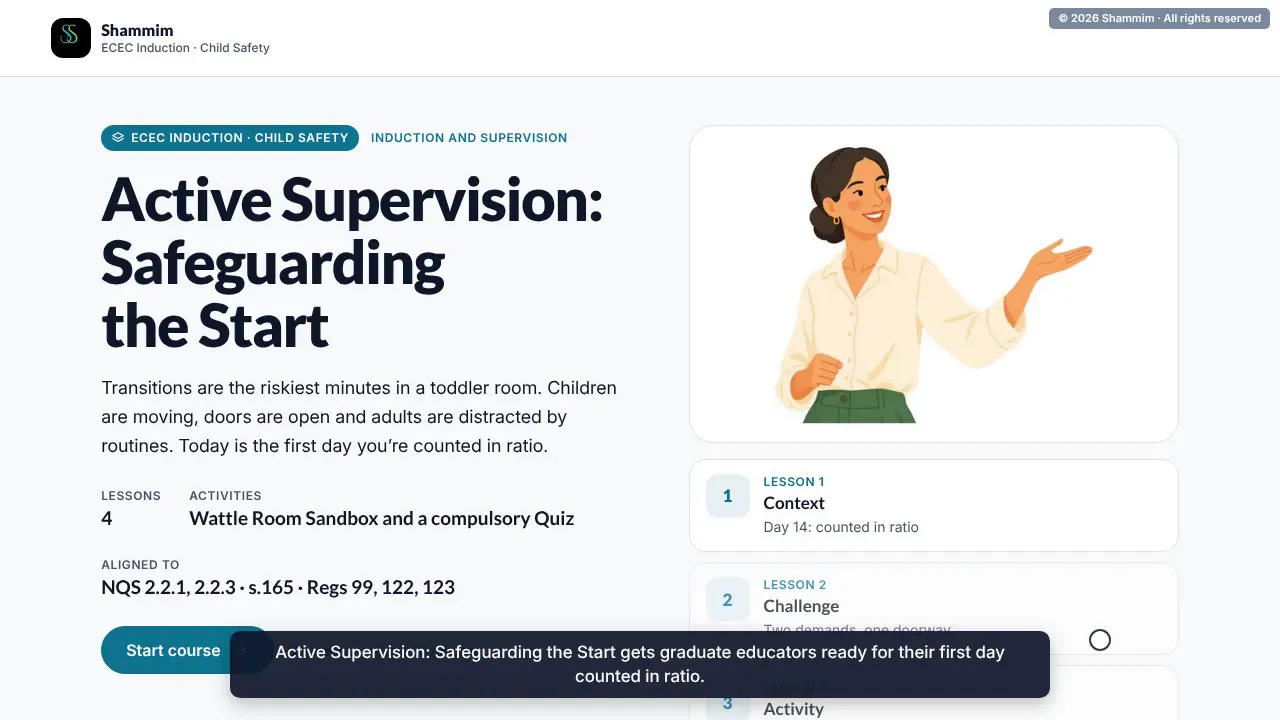 Shammim
ECEC Induction · Child Safety
© 2026 Shammim · All rights reserved
ECEC INDUCTION · CHILD SAFETY
INDUCTION AND SUPERVISION
Active Supervision:
Safeguarding
the Start
Transitions are the riskiest minutes in a toddler room. Children
are moving, doors are open and adults are distracted by
routines. Today is the first day you’re counted in ratio.
LESSONS
4
ACTIVITIES
Wattle Room Sandbox and a compulsory Quiz
ALIGNED TO
NQS 2.2.1, 2.2.3 · s.165 · Regs 99, 122, 123
Start course →
1
LESSON 1
Context
Day 14: counted in ratio
2
LESSON 2
Challenge
Two demands, one doorway
3
Activity
Active Supervision: Safeguarding the Start gets graduate educators ready for their first day
counted in ratio.